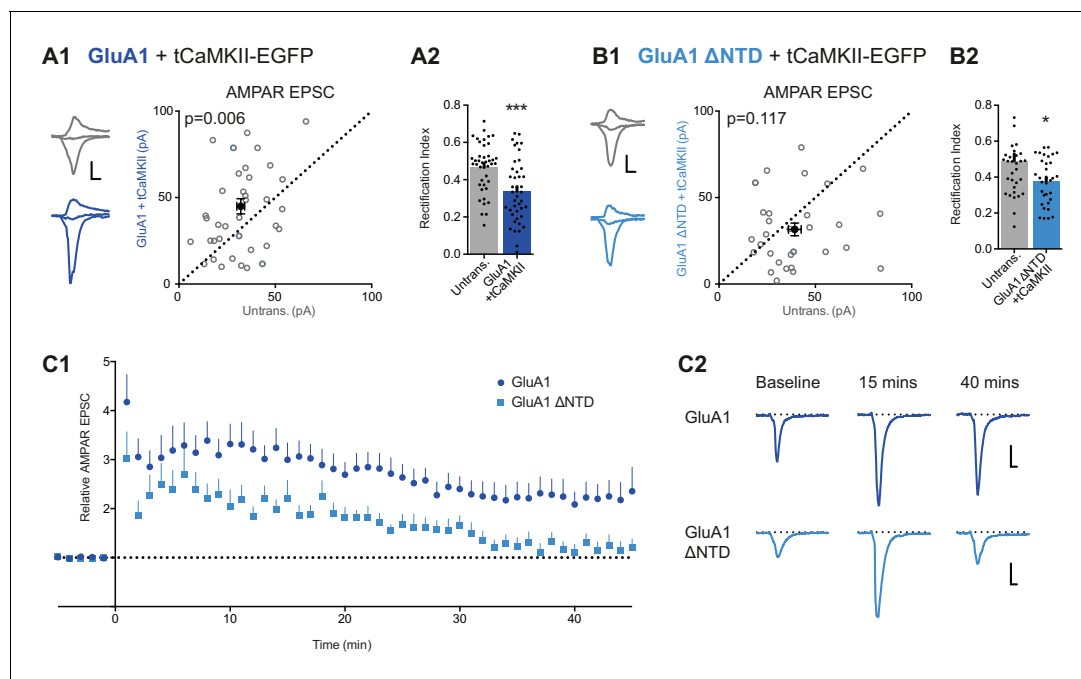 A1 GluA1 + tCaMKII-EGFP
AMPAR EPSC
p=0.006
GluA1 + tCaMKII (pA)
100
50
0
0
50
100
Untrans. (pA)
A2
***
Rectification Index
0.8
0.6
0.4
0.2
0.0
Untrans.
GluA1
+tCaMKII
B1 GluA1 ΔNTD + tCaMKII-EGFP
AMPAR EPSC
p=0.117
GluA1 ΔNTD + tCaMKII (pA)
100
50
0
0
50
100
Untrans. (pA)
B2
*
Rectification Index
0.8
0.6
0.4
0.2
0.0
Untrans.
GluA1ΔNTD
+tCaMKII
C1
Relative AMPAR EPSC
5
4
3
2
1
0
10
20
30
40
Time (min)
GluA1
GluA1 ΔNTD
C2
Baseline 15 mins 40 mins
GluA1
GluA1
ΔNTD